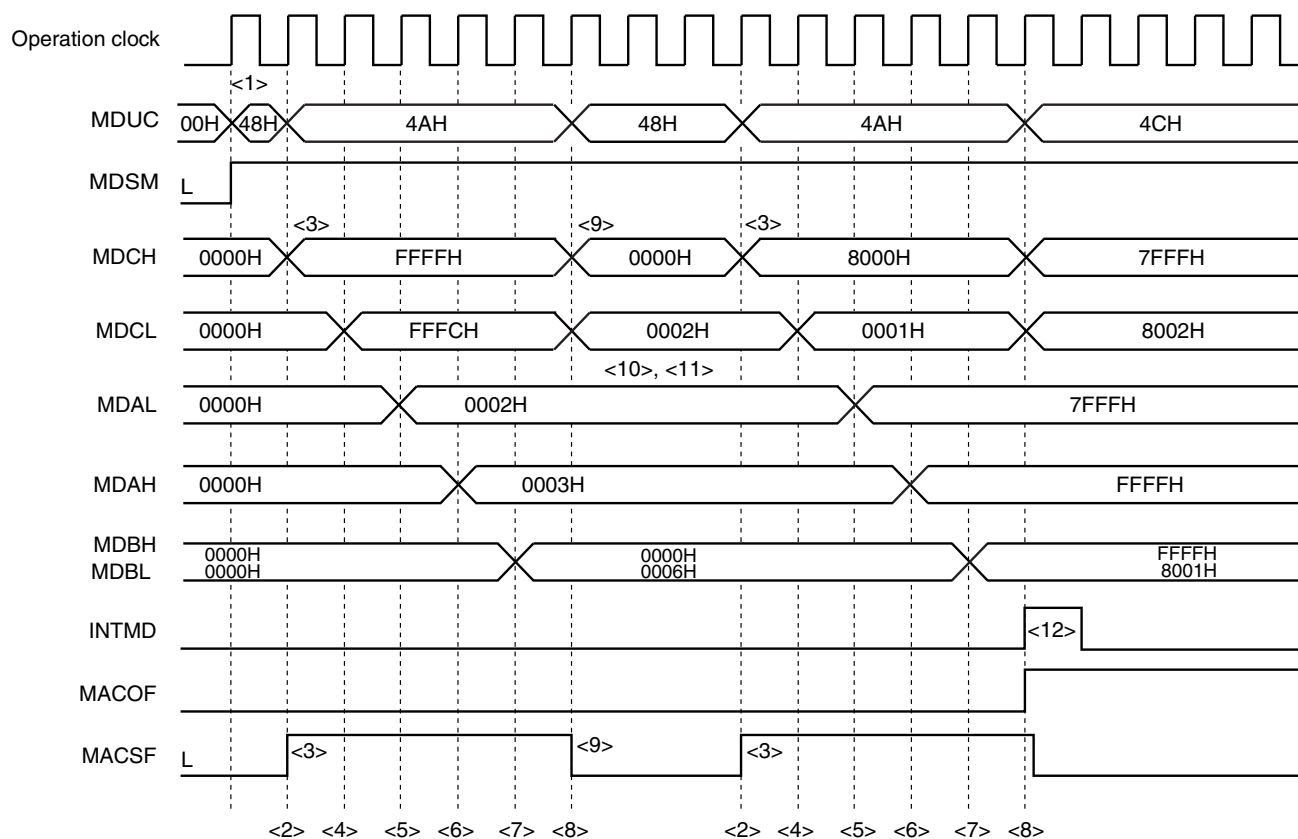 Operation clock
<1>
MDUC 00H 48H 4AH 48H 4AH 4CH
MDSM L
<3> <9> <3>
MDCH 0000H FFFFH 0000H 8000H 7FFFH
MDCL 0000H FFFCH 0002H 0001H 8002H
<10>, <11>
MDAL 0000H 0002H 7FFFH
MDAH 0000H 0003H FFFFH
MDBH 0000H 0000H FFFFH
MDBL 0000H 0006H 8001H
INTMD <12>
MACOF
MACSF L <3> <9> <3>
<2> <4> <5> <6> <7> <8> <2> <4> <5> <6> <7> <8>